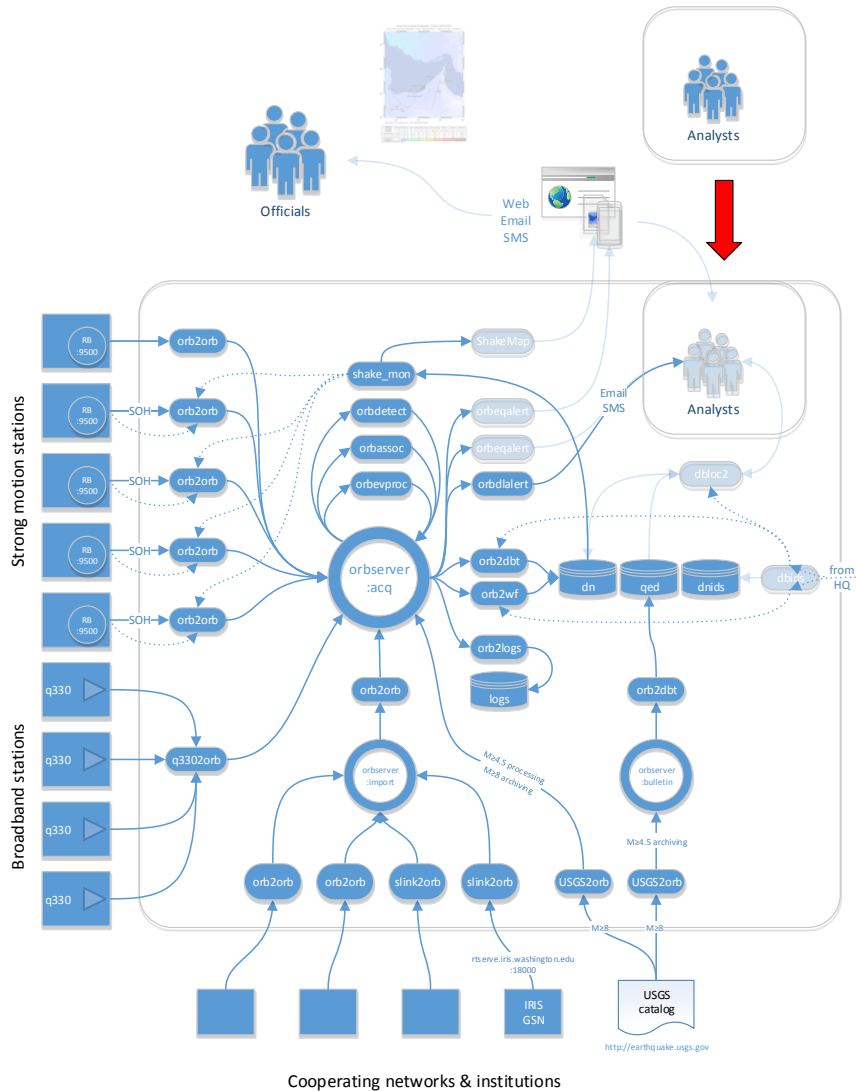 Analysts
Officials
Web
Email
SMS
Strong motion stations
RB
:9500
orb2orb
ShakeMap
shake_mon
Analysts
RB
:9500
SOH
orb2orb
orbdetect
orbeqalert
Email
SMS
orbassoc
orbeqalert
RB
:9500
SOH
orb2orb
orbevproc
orbdlalert
dbloc2
RB
:9500
SOH
orb2orb
orbserver
:acq
orb2dbt
orb2wf
dn
qed
dnids
dbids
from
HQ
RB
:9500
SOH
orb2orb
orb2logs
logs
Broadband stations
q330
orb2orb
orb2dbt
q330
q3302orb
orbserver
:import
M≥4.5 processing
M≥8 archiving
orbserver
:bulletin
q330
M≥4.5 archiving
q330
orb2orb
orb2orb
slink2orb
slink2orb
USGS2orb
USGS2orb
M≥8
M≥8
rtserve.iris.washington.edu
:18000
IRIS
GSN
USGS
catalog
http://earthquake.usgs.gov
Cooperating networks & institutions